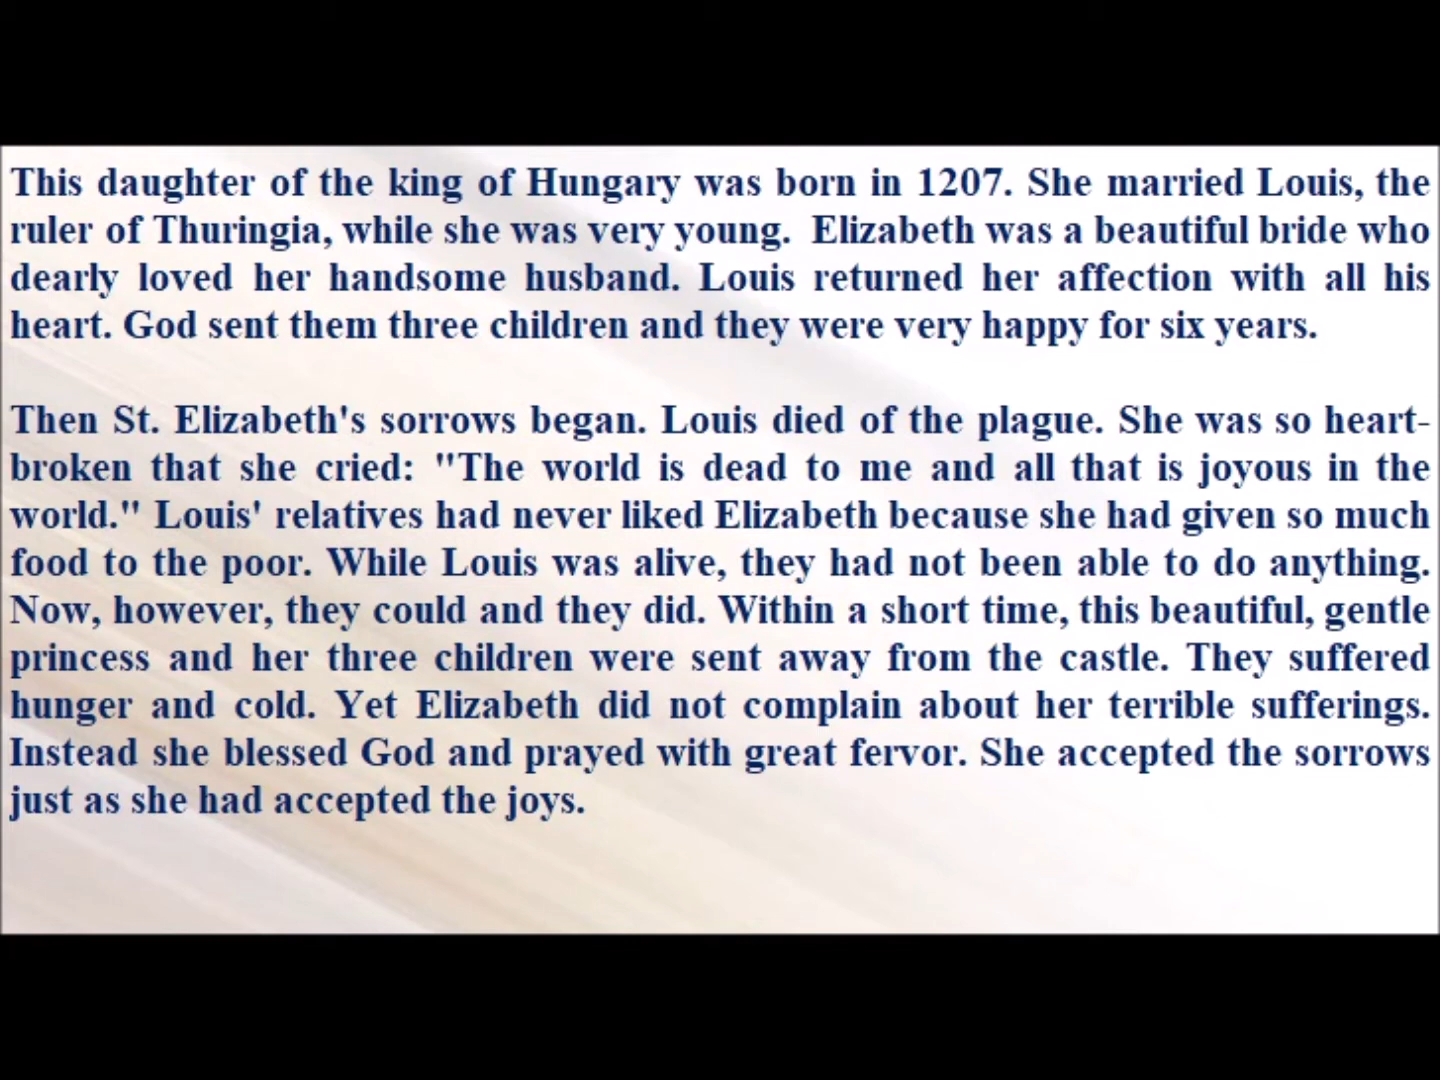 This daughter of the king of Hungary was born in 1207. She married Louis, the
ruler of Thuringia, while she was very young.  Elizabeth was a beautiful bride who
dearly loved her handsome husband. Louis returned her affection with all his
heart. God sent them three children and they were very happy for six years.
Then St. Elizabeth's sorrows began. Louis died of the plague. She was so heart-
broken that she cried: "The world is dead to me and all that is joyous in the
world." Louis' relatives had never liked Elizabeth because she had given so much
food to the poor. While Louis was alive, they had not been able to do anything.
Now, however, they could and they did. Within a short time, this beautiful, gentle
princess and her three children were sent away from the castle. They suffered
hunger and cold. Yet Elizabeth did not complain about her terrible sufferings.
Instead she blessed God and prayed with great fervor. She accepted the sorrows
just as she had accepted the joys.